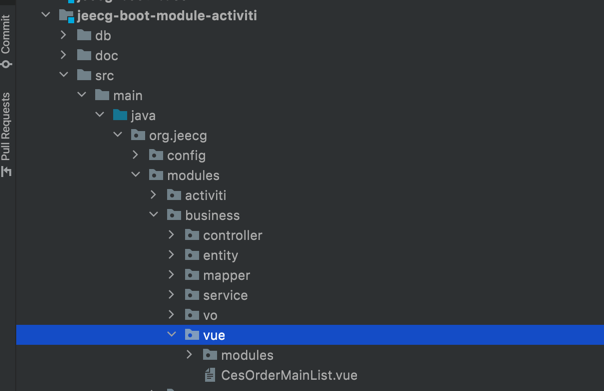 jeecg-boot-module-activiti
db
doc
src
main
java
org.jeecg
config
modules
activiti
business
controller
entity
mapper
service
vo
vue
modules
CesOrderMainList.vue
Commit
Pull Requests